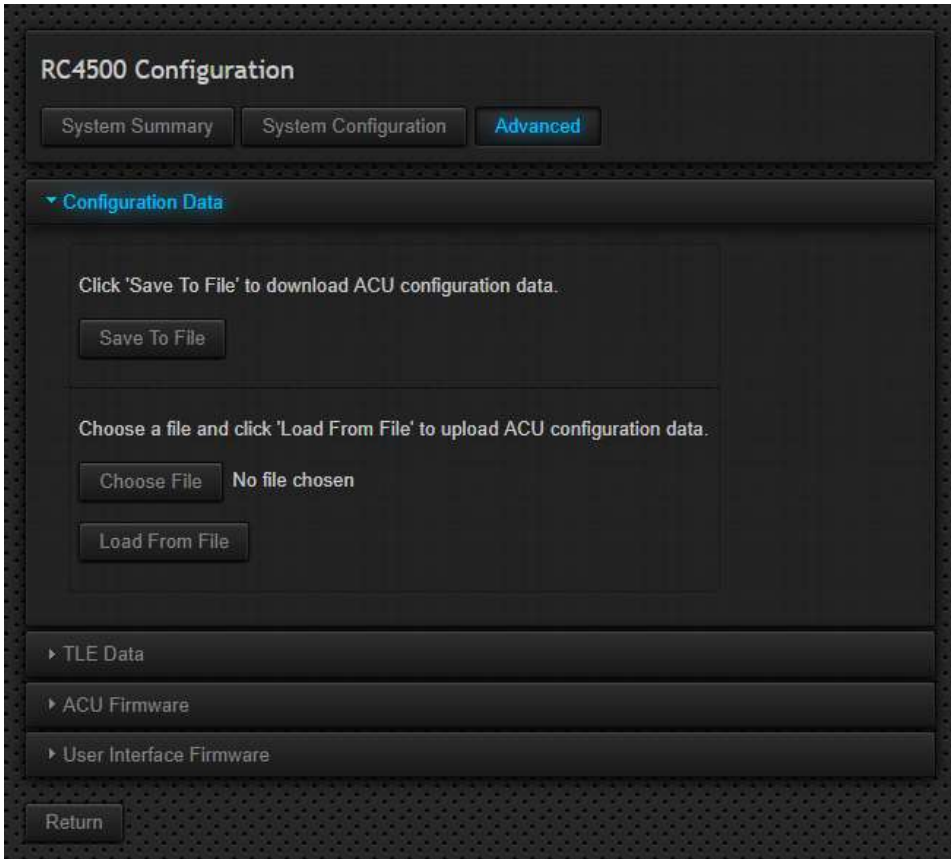 RC4500 Configuration
System Summary System Configuration Advanced
Configuration Data
Click 'Save To File' to download ACU configuration data.
Save To File
Choose a file and click 'Load From File' to upload ACU configuration data.
Choose File No file chosen
Load From File
TLE Data
ACU Firmware
User Interface Firmware
Return